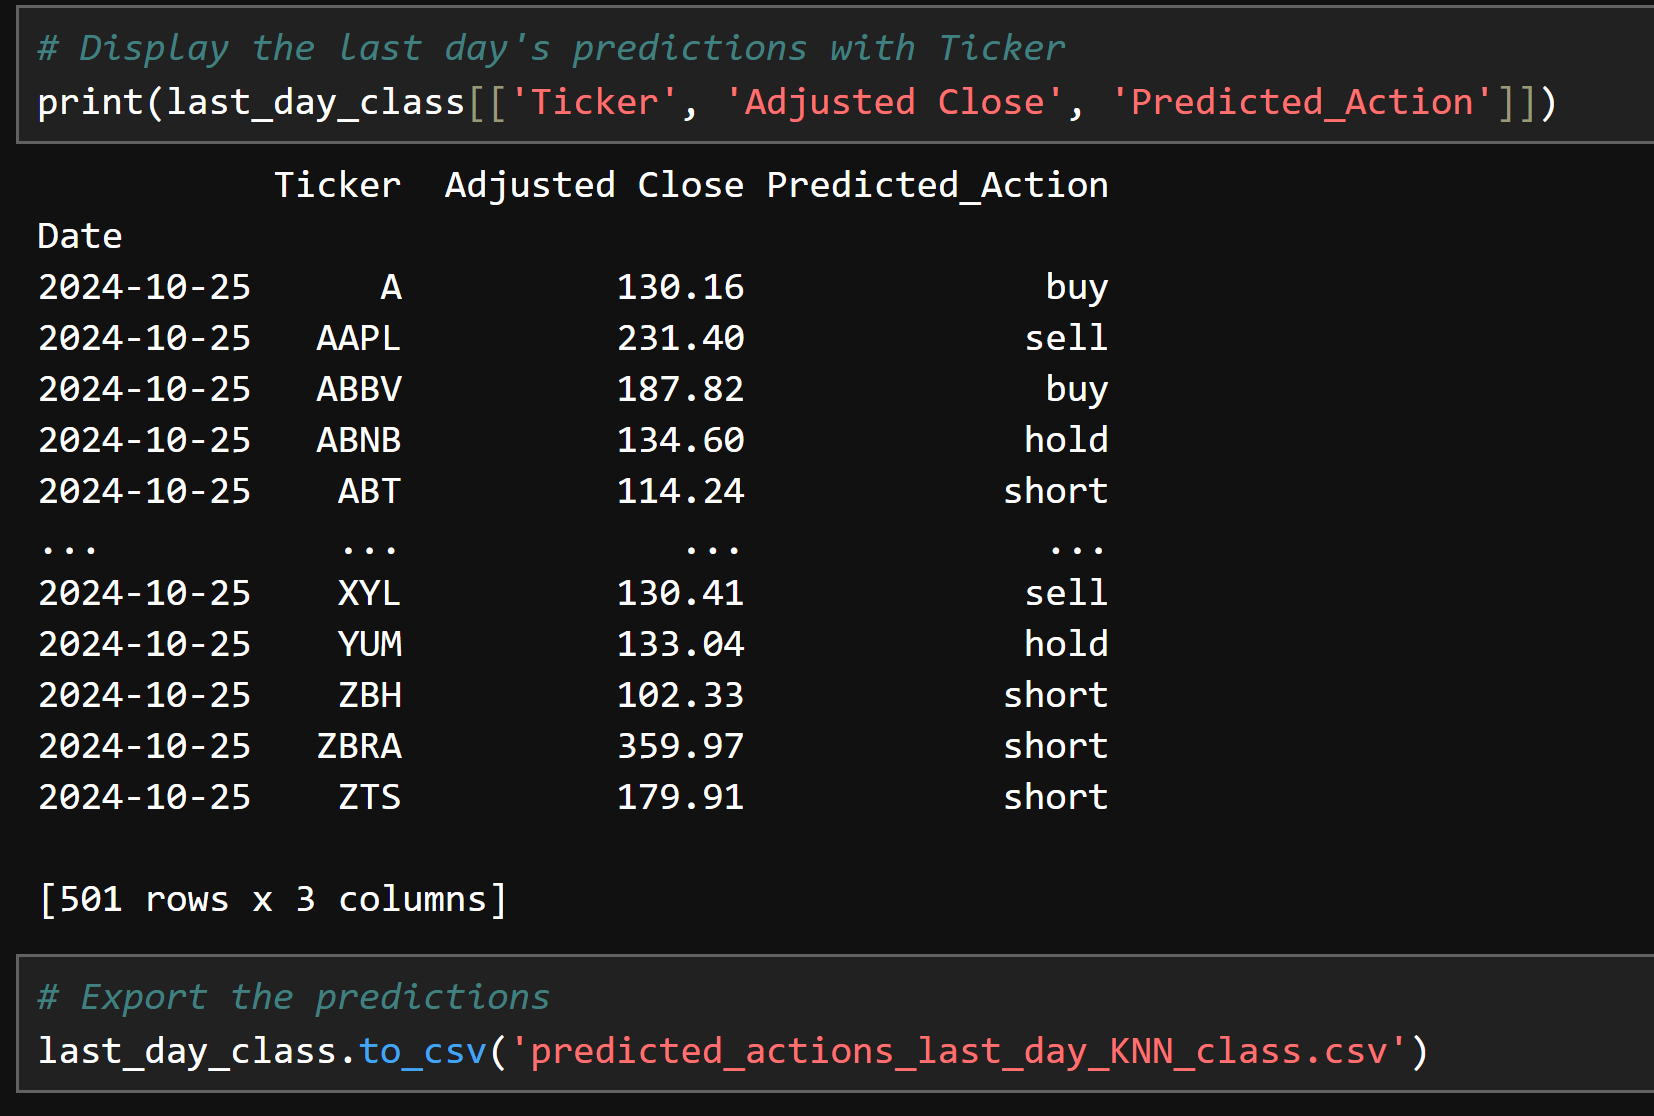 # Display the last day's predictions with Ticker
print(last_day_class[['Ticker', 'Adjusted Close', 'Predicted_Action']])
Ticker  Adjusted Close Predicted_Action
Date
2024-10-25      A          130.16              buy
2024-10-25   AAPL          231.40             sell
2024-10-25   ABBV          187.82              buy
2024-10-25   ABNB          134.60             hold
2024-10-25    ABT          114.24            short
...           ...             ...              ...
2024-10-25    XYL          130.41             sell
2024-10-25    YUM          133.04             hold
2024-10-25    ZBH          102.33            short
2024-10-25   ZBRA          359.97            short
2024-10-25    ZTS          179.91            short
[501 rows x 3 columns]
# Export the predictions
last_day_class.to_csv('predicted_actions_last_day_KNN_class.csv')